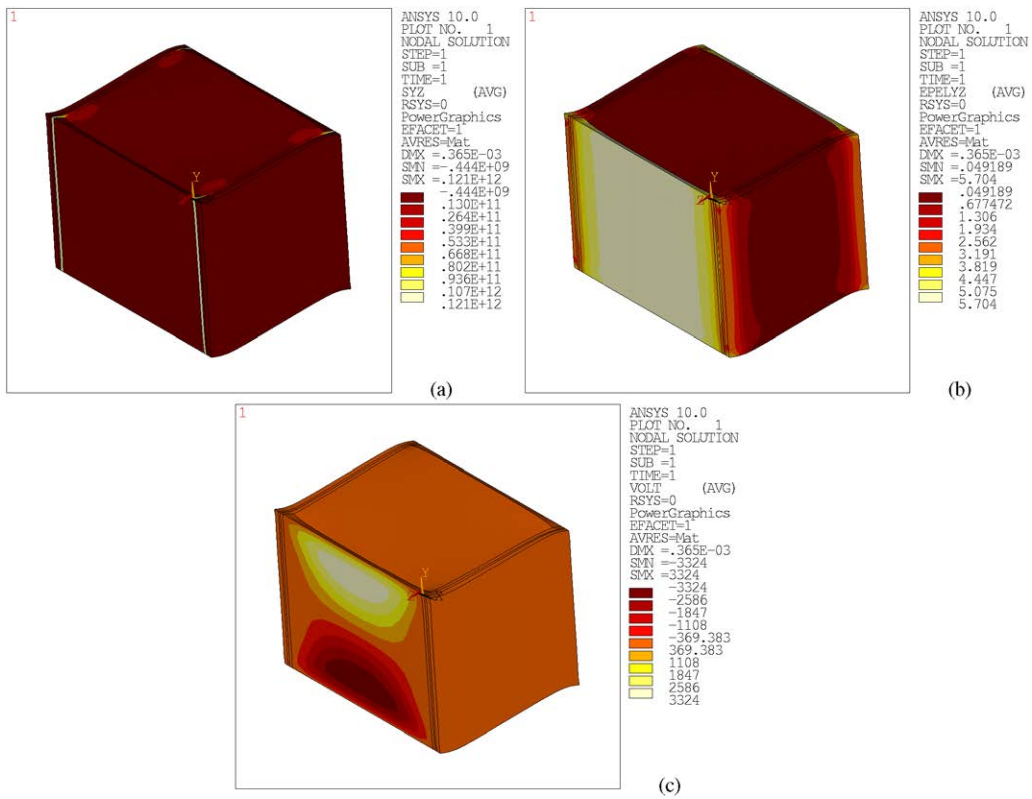 1
ANSYS 10.0
PLOT NO. 1
NODAL SOLUTION
STEP=1
SUB =1
TIME=1
SYZ (AVG)
RSYS=0
PowerGraphics
EFACET=1
AVRES=Mat
DMX =.365E-03
SMN =-.444E+09
SMX =.121E+12
-.444E+09
.130E+11
.264E+11
.399E+11
.533E+11
.668E+11
.802E+11
.936E+11
.107E+12
.121E+12
Y
(a)
1
ANSYS 10.0
PLOT NO. 1
NODAL SOLUTION
STEP=1
SUB =1
TIME=1
EPELYZ (AVG)
RSYS=0
PowerGraphics
EFACET=1
AVRES=Mat
DMX =.365E-03
SMN =.049189
SMX =5.704
.049189
.677472
1.306
1.934
2.562
3.191
3.819
4.447
5.075
5.704
Y
(b)
1
ANSYS 10.0
PLOT NO. 1
NODAL SOLUTION
STEP=1
SUB =1
TIME=1
VOLT (AVG)
RSYS=0
PowerGraphics
EFACET=1
AVRES=Mat
DMX =.365E-03
SMN =-3324
SMX =3324
-3324
-2586
-1847
-1108
-369.383
369.383
1108
1847
2586
3324
Y
(c)